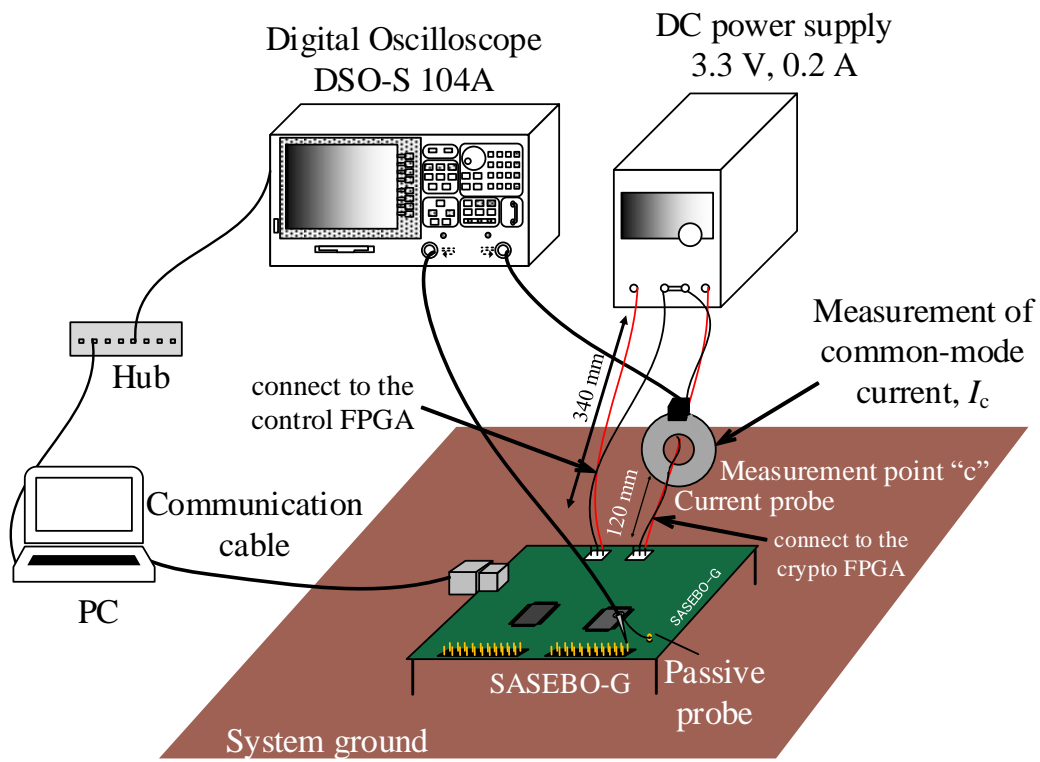 Digital Oscilloscope
DSO-S 104A
DC power supply
3.3 V, 0.2 A
Measurement of
common-mode
current, Ic
Hub
connect to the
control FPGA
340 mm
Measurement point “c”
Current probe
120 mm
connect to the
crypto FPGA
Communication
cable
PC
SASEBO-G
SASEBO-G
Passive
probe
System ground